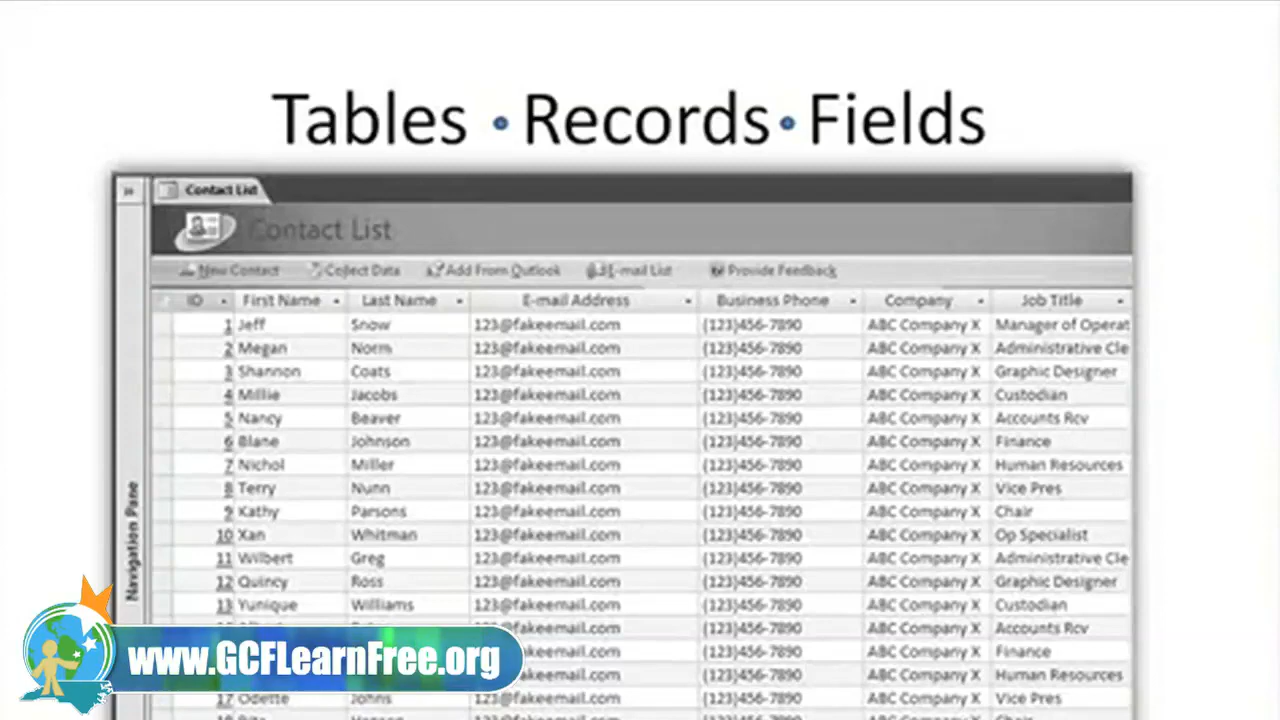 Tables • Records • Fields
Contact List
Contact List
New Contact Collect Data Add From Outlook E-mail List Provide Feedback
ID First Name Last Name E-mail Address Business Phone Company Job Title
1 Jeff Snow 123@fakeemail.com (123)456-7890 ABC Company X Manager of Operat
2 Megan Norm 123@fakeemail.com (123)456-7890 ABC Company X Administrative Cle
3 Shannon Coats 123@fakeemail.com (123)456-7890 ABC Company X Graphic Designer
4 Millie Jacobs 123@fakeemail.com (123)456-7890 ABC Company X Custodian
5 Nancy Beaver 123@fakeemail.com (123)456-7890 ABC Company X Accounts Rcv
6 Blane Johnson 123@fakeemail.com (123)456-7890 ABC Company X Finance
7 Nichol Miller 123@fakeemail.com (123)456-7890 ABC Company X Human Resources
8 Terry Nunn 123@fakeemail.com (123)456-7890 ABC Company X Vice Pres
9 Kathy Parsons 123@fakeemail.com (123)456-7890 ABC Company X Chair
10 Xan Whitman 123@fakeemail.com (123)456-7890 ABC Company X Op Specialist
11 Wilbert Greg 123@fakeemail.com (123)456-7890 ABC Company X Administrative Cle
12 Quincy Ross 123@fakeemail.com (123)456-7890 ABC Company X Graphic Designer
13 Yunique Williams 123@fakeemail.com (123)456-7890 ABC Company X Custodian
123@fakeemail.com (123)456-7890 ABC Company X Accounts Rcv
(123)456-7890 ABC Company X Finance
(123)456-7890 ABC Company X Human Resources
17 Odette Johns 123@fakeemail.com (123)456-7890 ABC Company X Vice Pres
Navigation Pane
www.GCFLearnFree.org